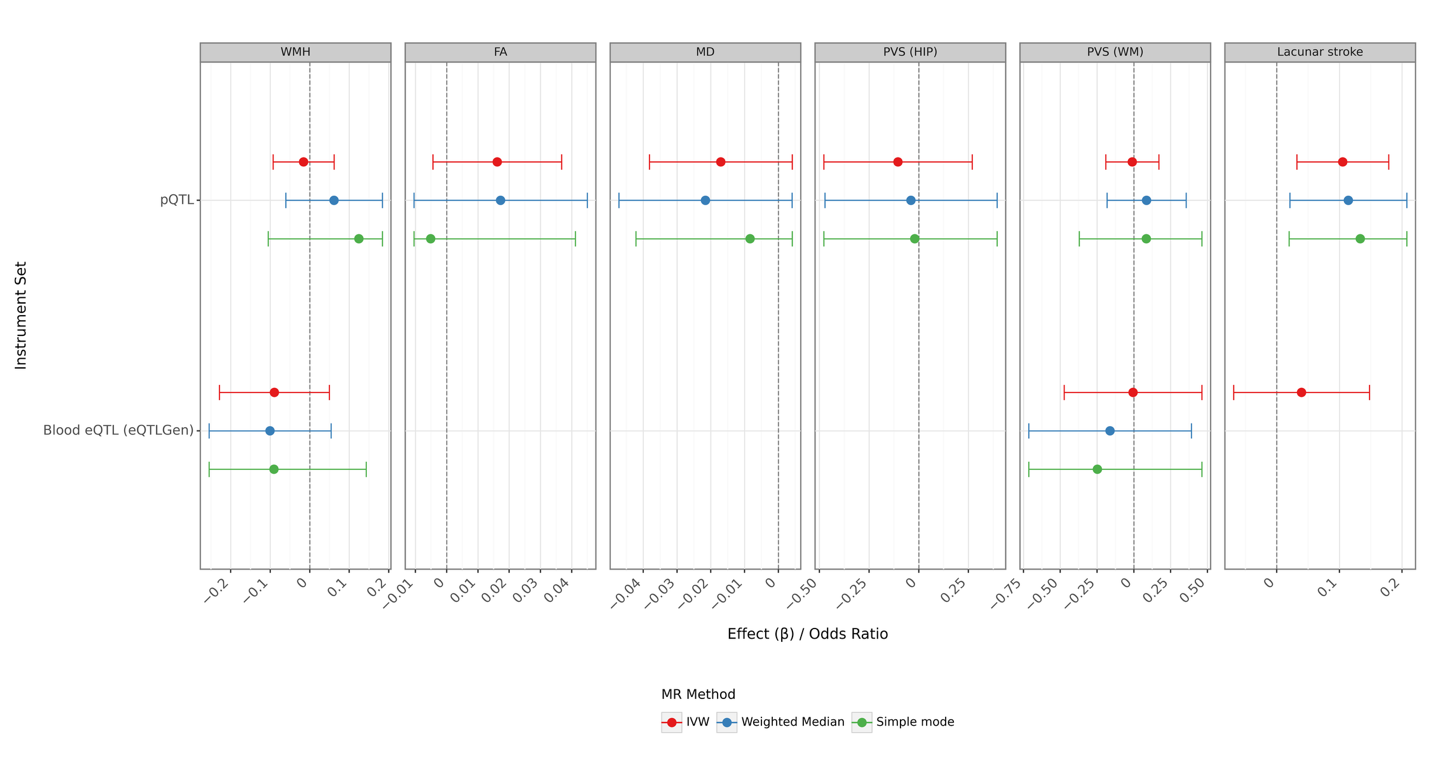 WMH FA MD PVS (HIP) PVS (WM) Lacunar stroke
Instrument Set
pQTL
Blood eQTL (eQTLGen)
−0.2 −0.1 0 0.1 0.2 −0.01 0 0.01 0.02 0.03 0.04 −0.04 −0.03 −0.02 −0.01 0 −0.50 −0.25 0 0.25 −0.75 −0.50 −0.25 0 0.25 0.50 0 0.1 0.2
Effect (β) / Odds Ratio
MR Method
IVW Weighted Median Simple mode